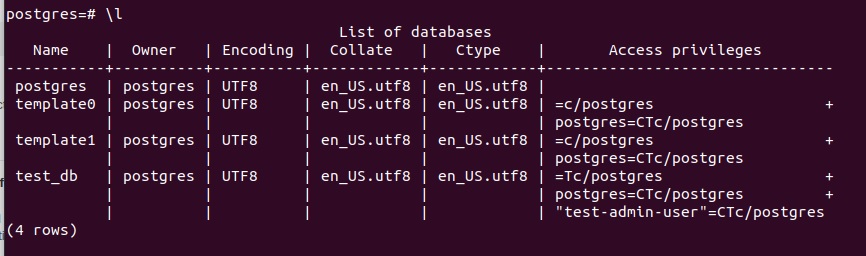 postgres=# \l
                                     List of databases
   Name    |  Owner   | Encoding |  Collate   |   Ctype    |       Access privileges
-----------+----------+----------+------------+------------+--------------------------------
 postgres  | postgres | UTF8     | en_US.utf8 | en_US.utf8 |
 template0 | postgres | UTF8     | en_US.utf8 | en_US.utf8 | =c/postgres                   +
           |          |          |            |            | postgres=CTc/postgres
 template1 | postgres | UTF8     | en_US.utf8 | en_US.utf8 | =c/postgres                   +
           |          |          |            |            | postgres=CTc/postgres
 test_db   | postgres | UTF8     | en_US.utf8 | en_US.utf8 | =Tc/postgres                  +
           |          |          |            |            | postgres=CTc/postgres         +
           |          |          |            |            | "test-admin-user"=CTc/postgres
(4 rows)